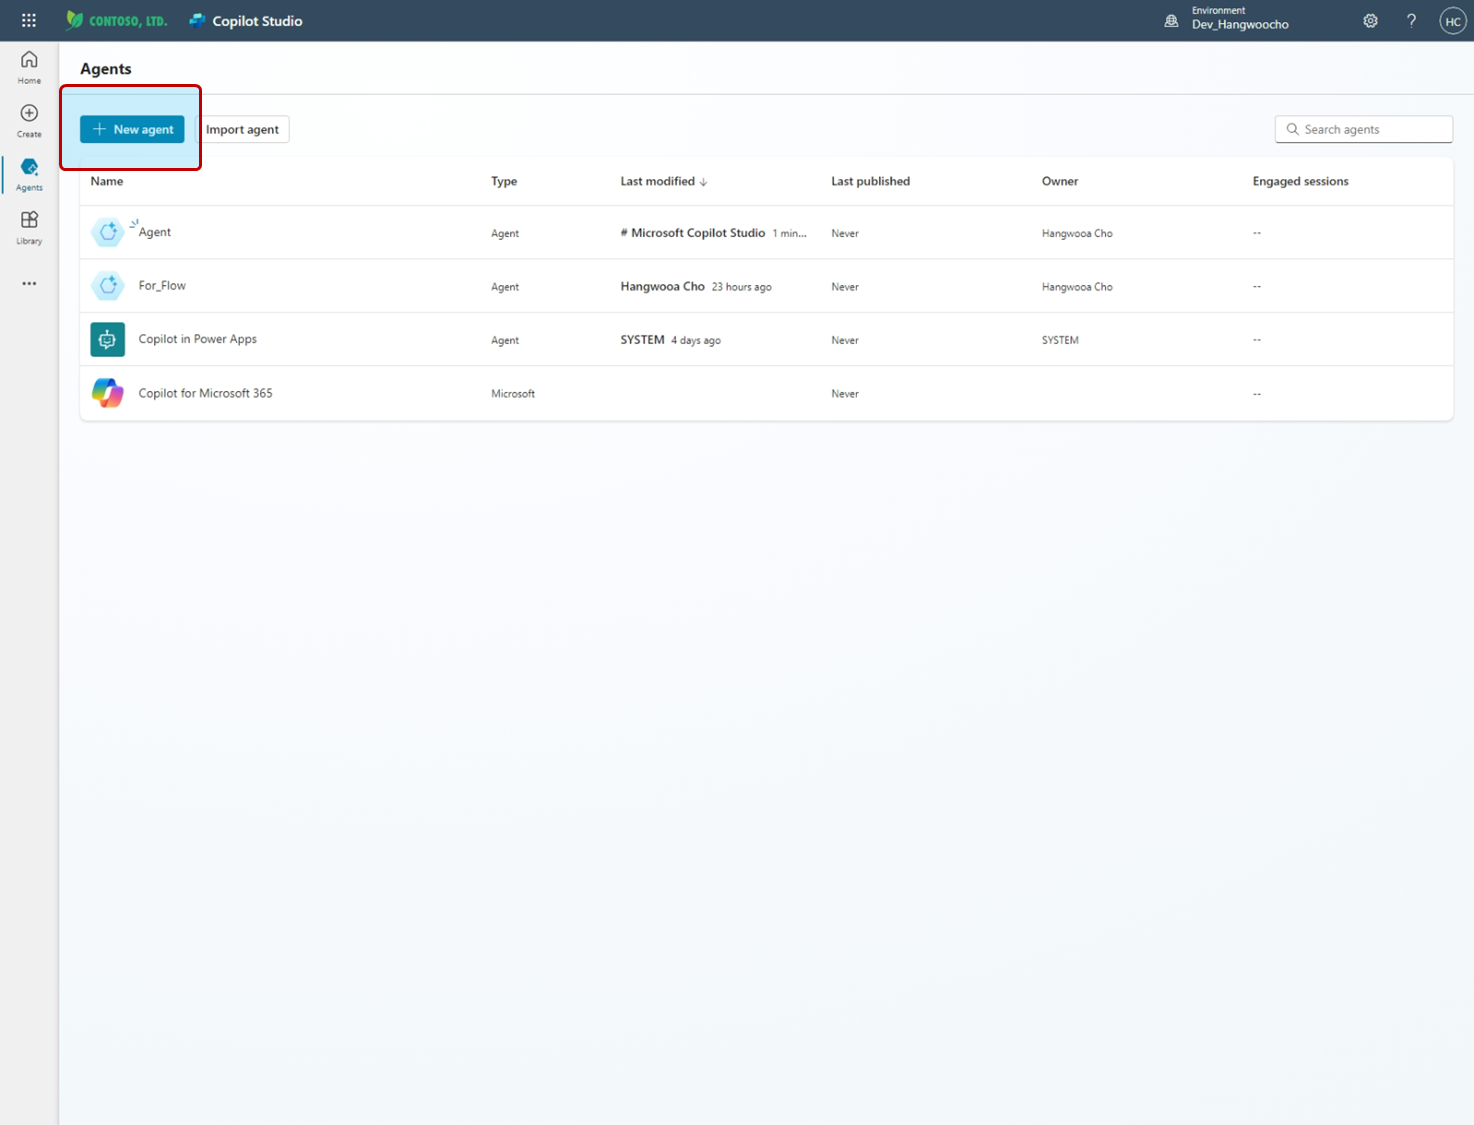 CONTOSO, LTD. Copilot Studio
Environment
Dev_Hangwoocho
? HC
Home
Create
Agents
Library
Agents
+ New agent Import agent Search agents
Name Type Last modified ↓ Last published Owner Engaged sessions
Agent Agent # Microsoft Copilot Studio 1 min... Never Hangwooa Cho --
For_Flow Agent Hangwooa Cho 23 hours ago Never Hangwooa Cho --
Copilot in Power Apps Agent SYSTEM 4 days ago Never SYSTEM --
Copilot for Microsoft 365 Microsoft Never --